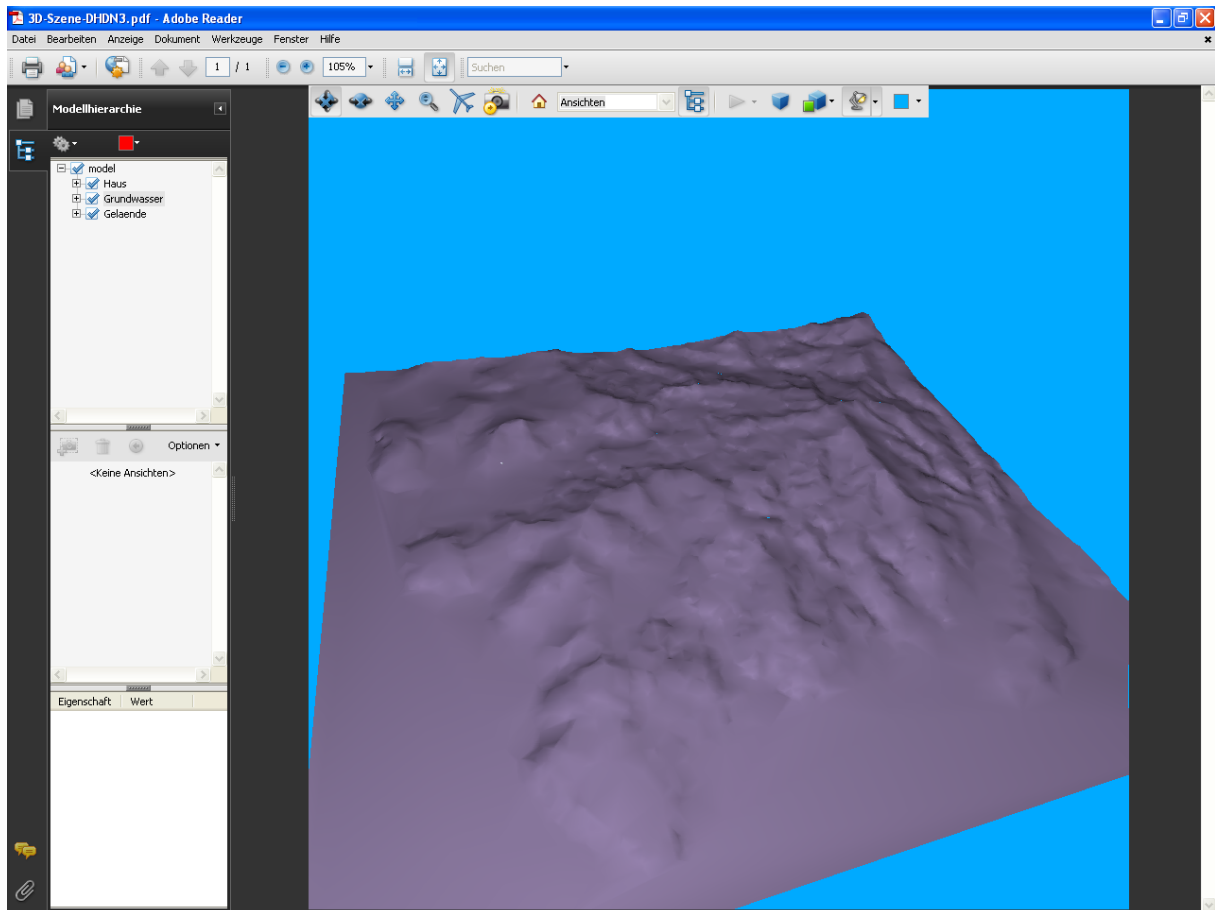 3D-Szene-DHDN3.pdf - Adobe Reader
Datei Bearbeiten Anzeige Dokument Werkzeuge Fenster Hilfe
1 / 1 105% Suchen
Modellhierarchie
Ansichten
model
Haus
Grundwasser
Gelaende
Optionen
<Keine Ansichten>
Eigenschaft Wert